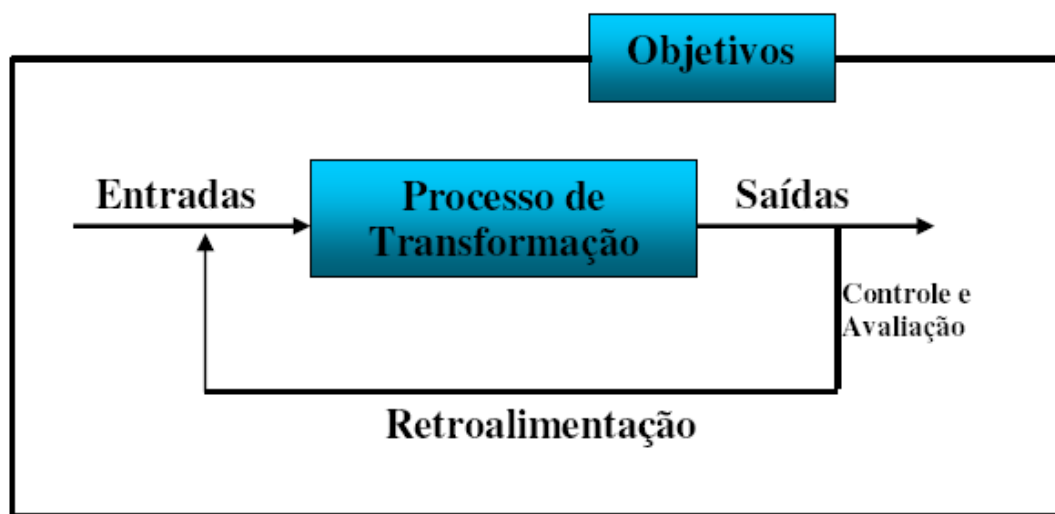 Objetivos
Entradas
Processo de
Transformação
Saídas
Controle e
Avaliação
Retroalimentação